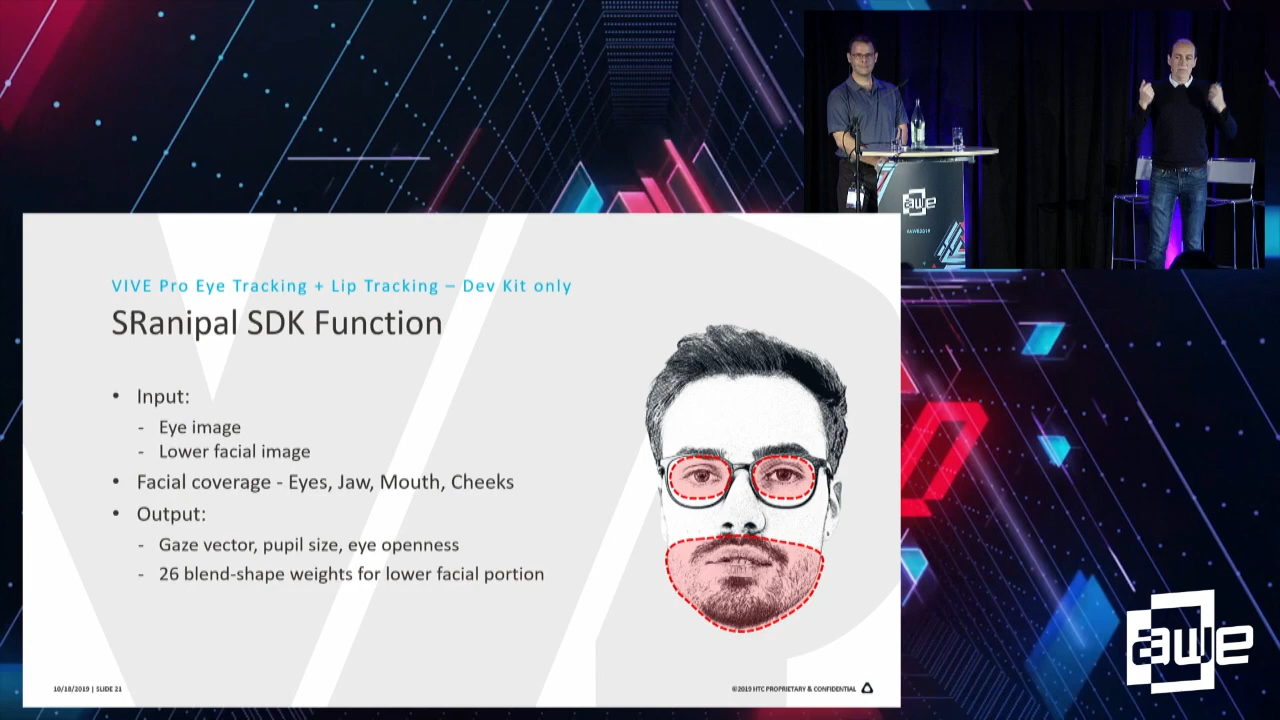 awe
#AWE2019
VIVE Pro Eye Tracking + Lip Tracking – Dev Kit only
SRanipal SDK Function
• Input:
- Eye image
- Lower facial image
• Facial coverage - Eyes, Jaw, Mouth, Cheeks
• Output:
- Gaze vector, pupil size, eye openness
- 26 blend-shape weights for lower facial portion
10/18/2019 | SLIDE 21
©2019 HTC PROPRIETARY & CONFIDENTIAL
awe